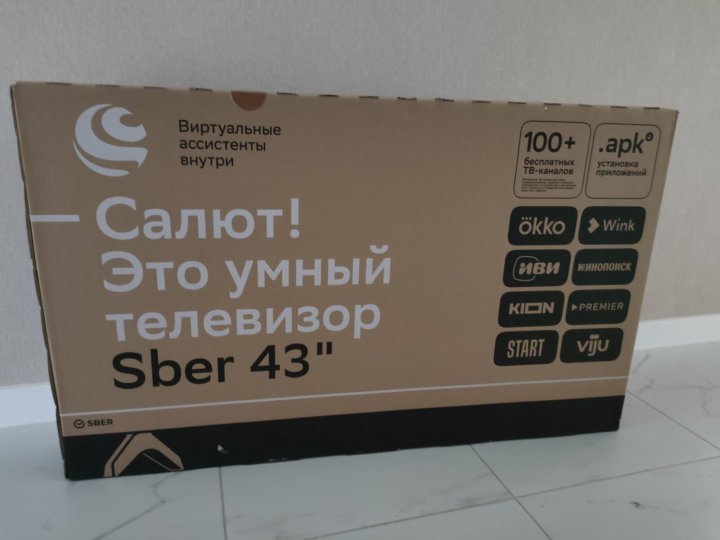 Виртуальные
ассистенты
внутри
— Салют!
Это умный
телевизор
Sber 43"
SBER
100+
бесплатных
ТВ-каналов
.apk
установка
приложений
ökko
Wink
иви
КИНОПОИСК
KION
PREMIER
START
viju